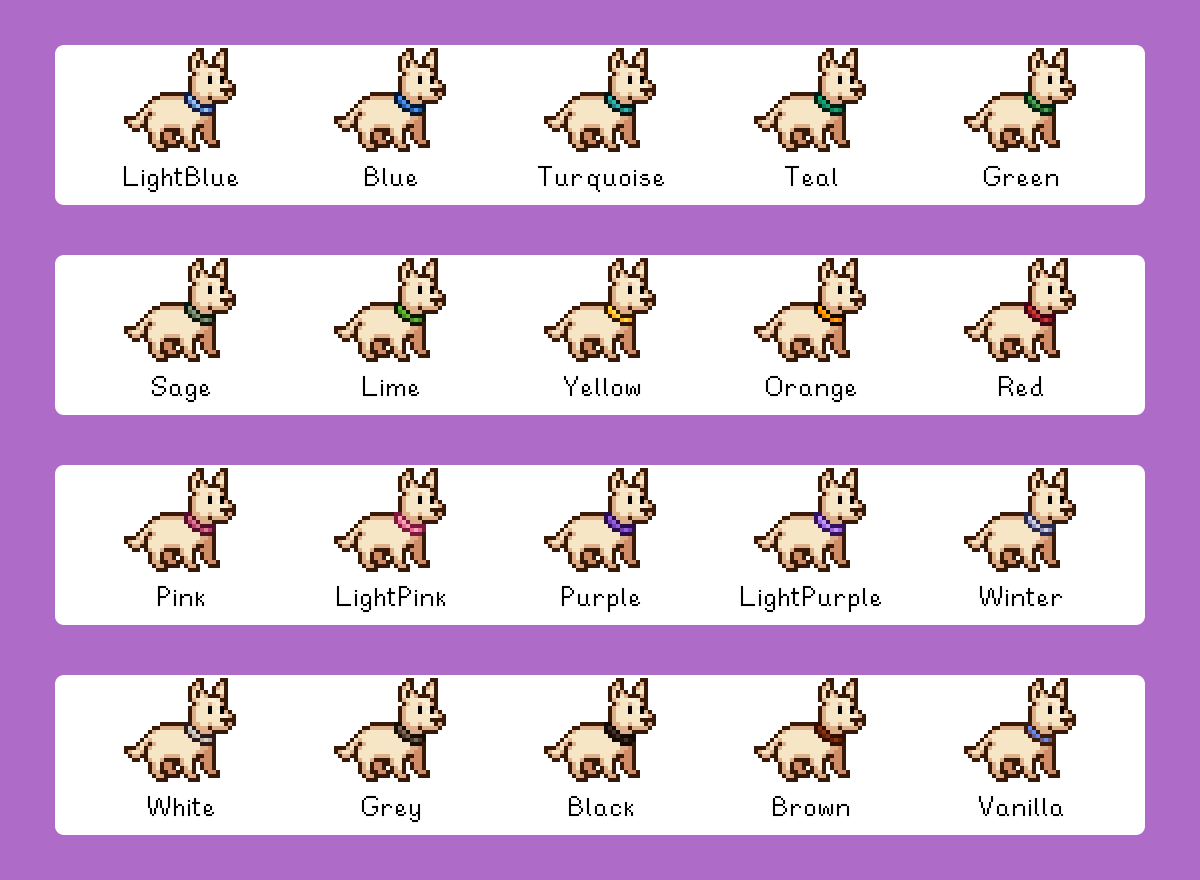 LightBlue Blue Turquoise Teal Green
Sage Lime Yellow Orange Red
Pink LightPink Purple LightPurple Winter
White Grey Black Brown Vanilla